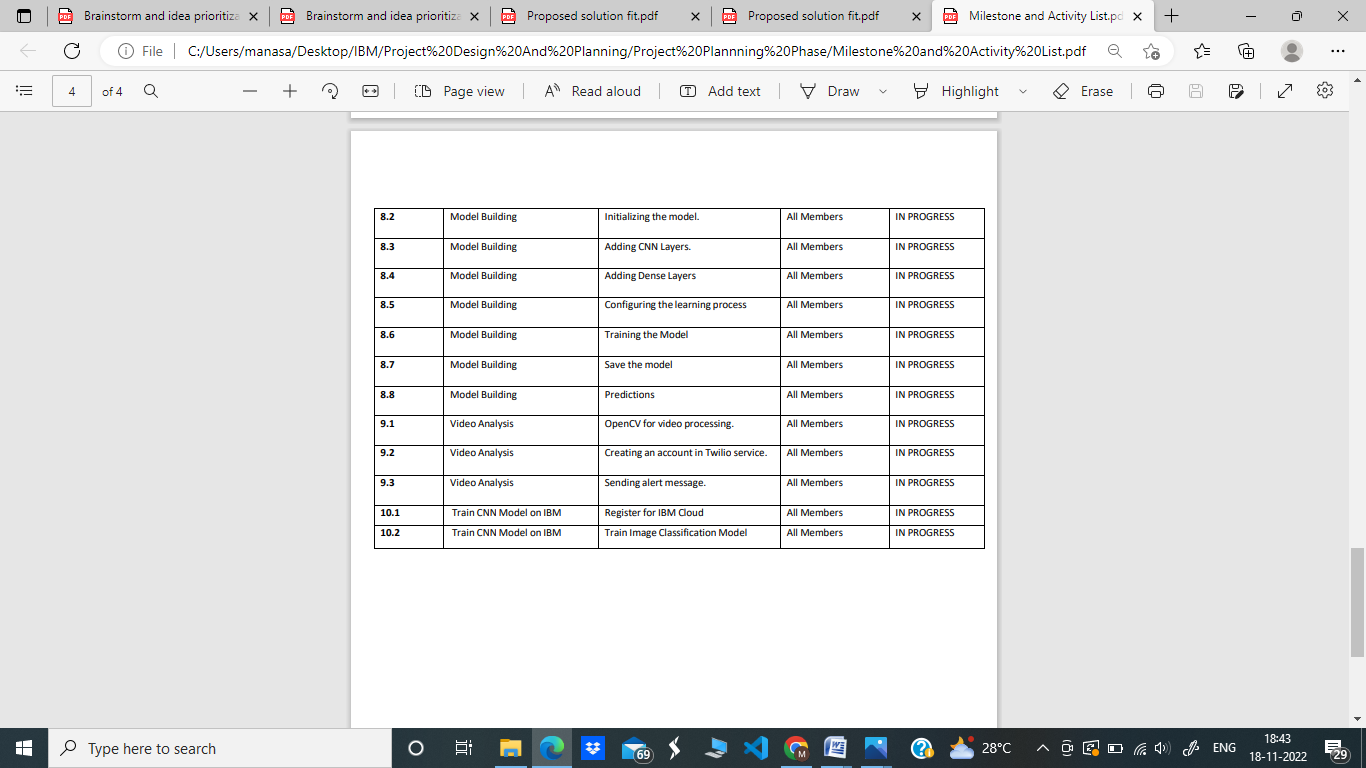 Brainstorm and idea prioritiza
Brainstorm and idea prioritiza
Proposed solution fit.pdf
Proposed solution fit.pdf
Milestone and Activity List.pd
File C:/Users/manasa/Desktop/IBM/Project%20Design%20And%20Planning/Project%20Plannning%20Phase/Milestone%20and%20Activity%20List.pdf
4 of 4 Page view Read aloud Add text Draw Highlight Erase
8.2 Model Building Initializing the model. All Members IN PROGRESS
8.3 Model Building Adding CNN Layers. All Members IN PROGRESS
8.4 Model Building Adding Dense Layers All Members IN PROGRESS
8.5 Model Building Configuring the learning process All Members IN PROGRESS
8.6 Model Building Training the Model All Members IN PROGRESS
8.7 Model Building Save the model All Members IN PROGRESS
8.8 Model Building Predictions All Members IN PROGRESS
9.1 Video Analysis OpenCV for video processing. All Members IN PROGRESS
9.2 Video Analysis Creating an account in Twilio service. All Members IN PROGRESS
9.3 Video Analysis Sending alert message. All Members IN PROGRESS
10.1 Train CNN Model on IBM Register for IBM Cloud All Members IN PROGRESS
10.2 Train CNN Model on IBM Train Image Classification Model All Members IN PROGRESS
Type here to search 69 M 28°C ENG 18:43
18-11-2022 29